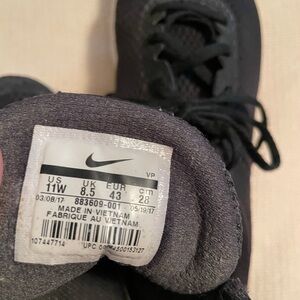 VP
US UK EUR cm
11W 8.5 43 28
03/08/17 883609-001 05/19/17
MADE IN VIETNAM
FABRIQUE AU VIETNAM
107447714
UPC